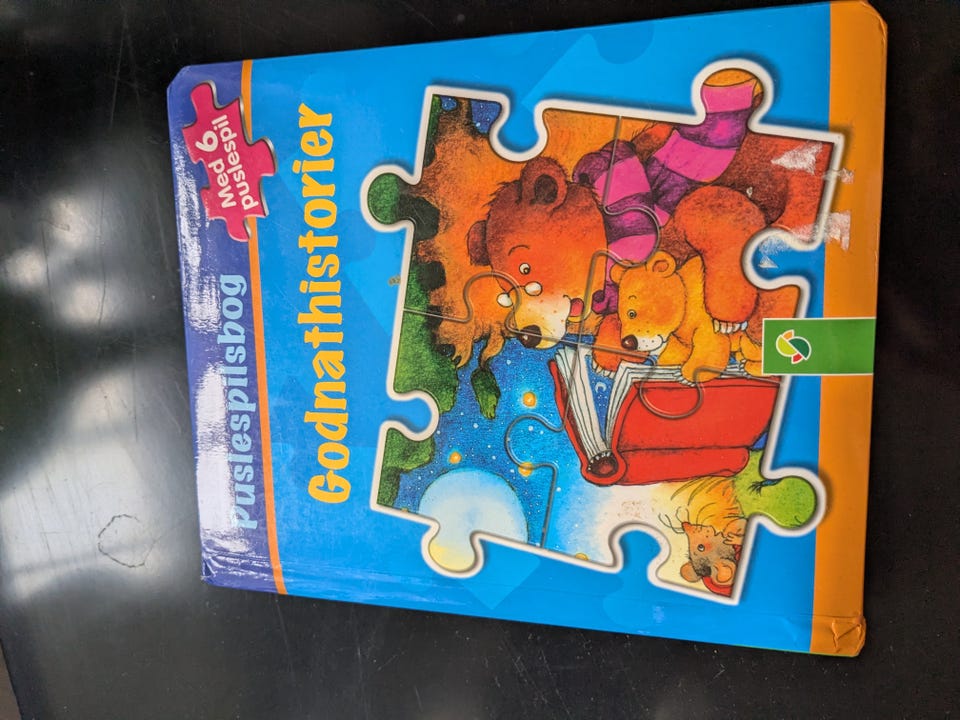 Puslespilsbog
Med 6
puslespil
Godnathistorier